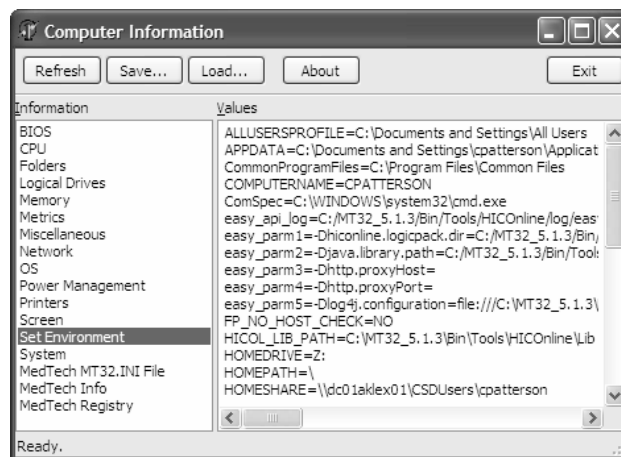 Computer Information
Refresh Save... Load... About Exit
Information
BIOS
CPU
Folders
Logical Drives
Memory
Metrics
Miscellaneous
Network
OS
Power Management
Printers
Screen
Set Environment
System
MedTech MT32.INI File
MedTech Info
MedTech Registry
Values
ALLUSERSPROFILE=C:\Documents and Settings\All Users
APPDATA=C:\Documents and Settings\cpatterson\Applicat
CommonProgramFiles=C:\Program Files\Common Files
COMPUTERNAME=CPATTERSON
ComSpec=C:\WINDOWS\system32\cmd.exe
easy_api_log=C:/MT32_5.1.3/Bin/Tools/HICOnline/log/eas
easy_parm1=-Dhiconline.logicpack.dir=C:/MT32_5.1.3/Bin/
easy_parm2=-Djava.library.path=C:/MT32_5.1.3/Bin/Tools
easy_parm3=-Dhttp.proxyHost=
easy_parm4=-Dhttp.proxyPort=
easy_parm5=-Dlog4j.configuration=file:///C:\MT32_5.1.3\
FP_NO_HOST_CHECK=NO
HICOL_LIB_PATH=C:\MT32_5.1.3\Bin\Tools\HICOnline\Lib
HOMEDRIVE=Z:
HOMEPATH=\
HOMESHARE=\\dc01aklex01\CSDUsers\cpatterson
Ready.